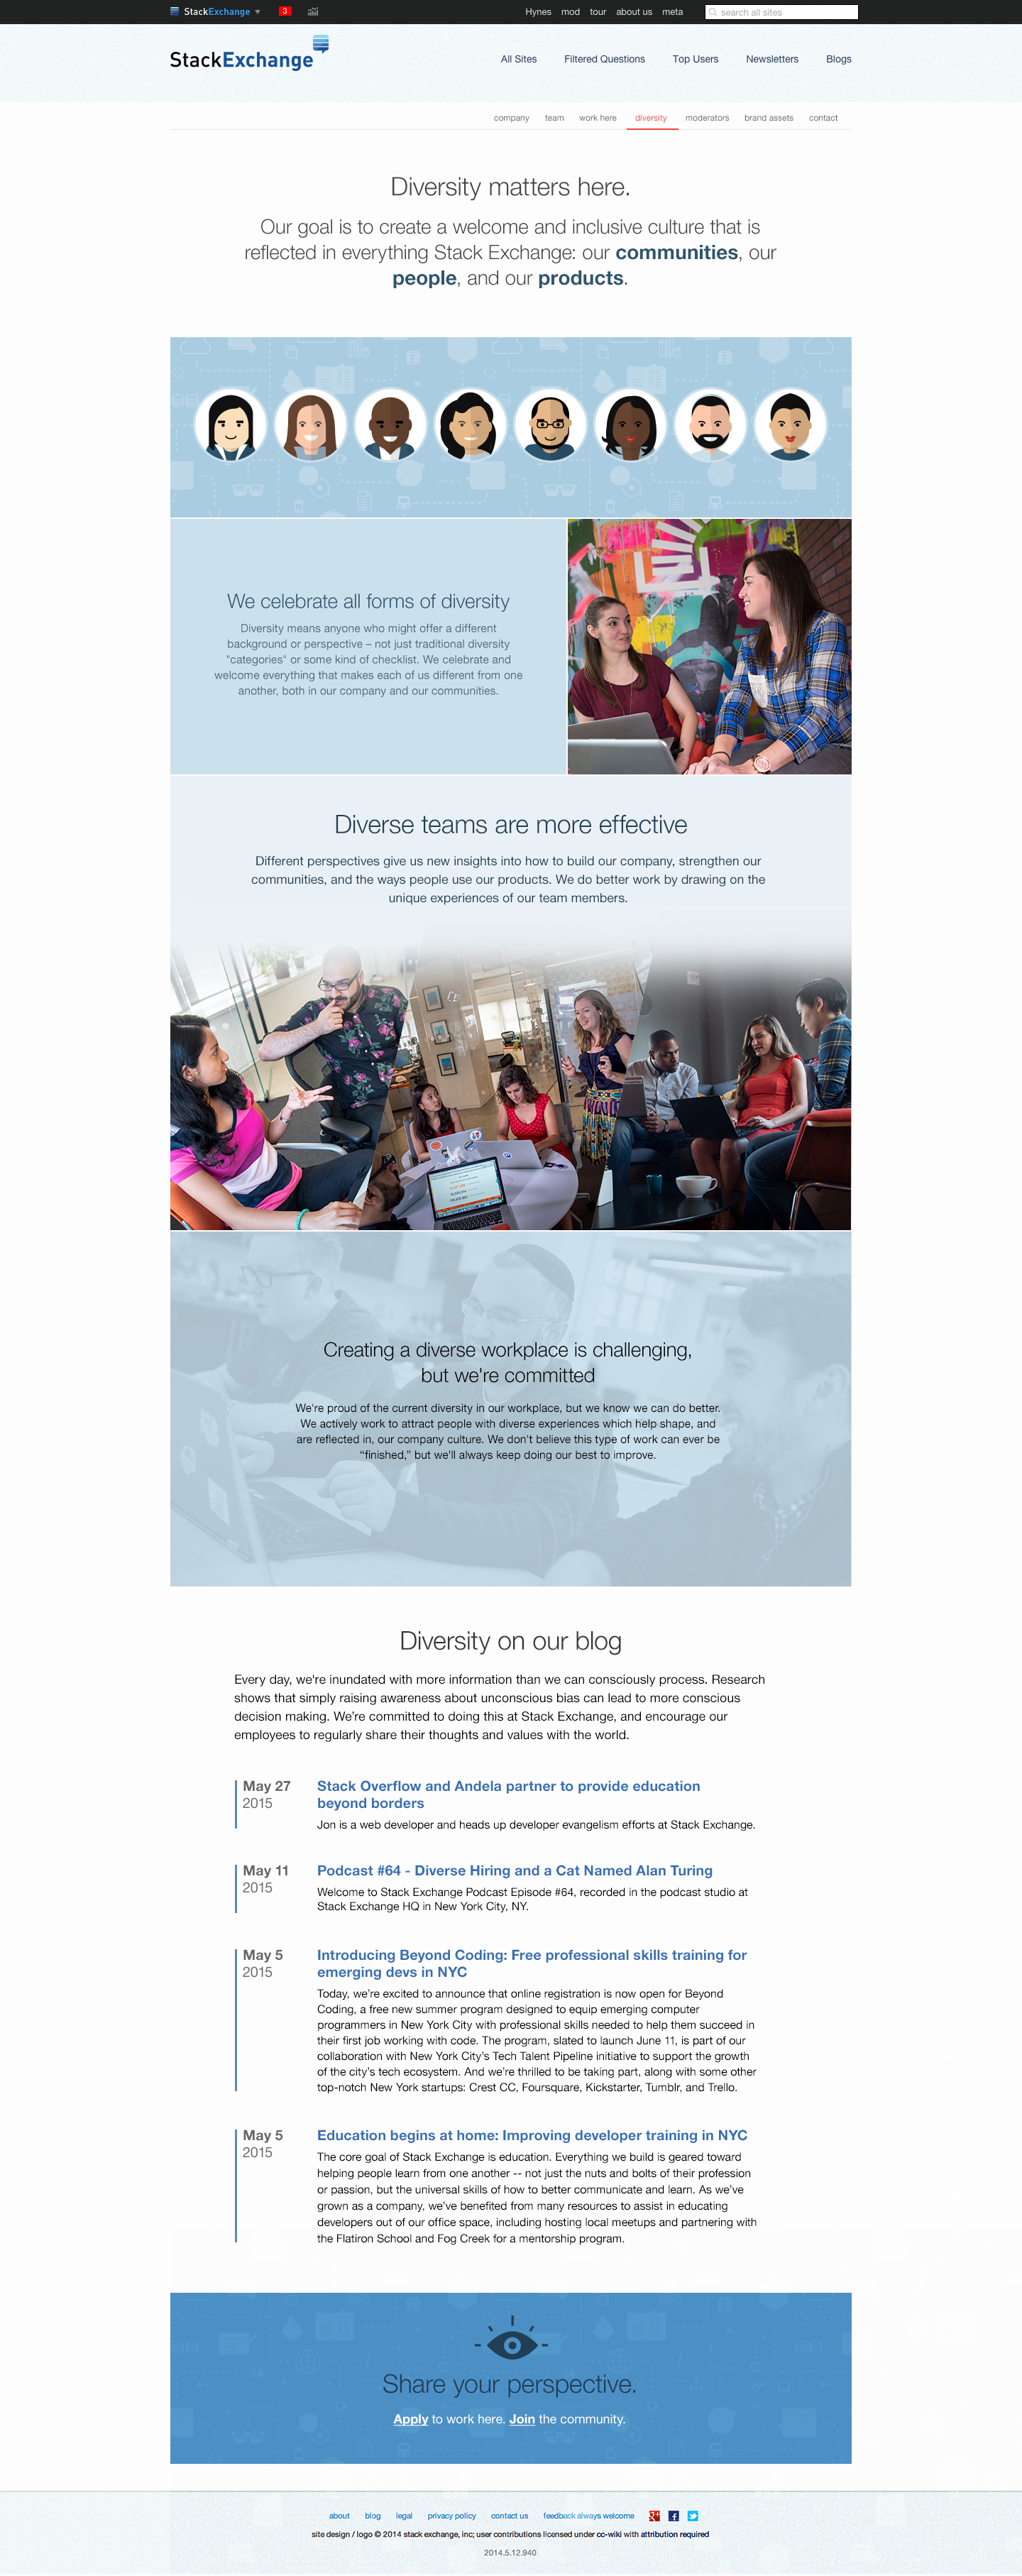 StackExchange 3 Hynes mod tour about us meta search all sites
StackExchange
All Sites Filtered Questions Top Users Newsletters Blogs
company team work here diversity moderators brand assets contact
Diversity matters here.
Our goal is to create a welcome and inclusive culture that is
reflected in everything Stack Exchange: our communities, our
people, and our products.
We celebrate all forms of diversity
Diversity means anyone who might offer a different
background or perspective – not just traditional diversity
"categories" or some kind of checklist. We celebrate and
welcome everything that makes each of us different from one
another, both in our company and our communities.
Diverse teams are more effective
Different perspectives give us new insights into how to build our company, strengthen our
communities, and the ways people use our products. We do better work by drawing on the
unique experiences of our team members.
Creating a diverse workplace is challenging,
but we're committed
We're proud of the current diversity in our workplace, but we know we can do better.
We actively work to attract people with diverse experiences which help shape, and
are reflected in, our company culture. We don't believe this type of work can ever be
“finished,” but we'll always keep doing our best to improve.
Diversity on our blog
Every day, we're inundated with more information than we can consciously process. Research
shows that simply raising awareness about unconscious bias can lead to more conscious
decision making. We’re committed to doing this at Stack Exchange, and encourage our
employees to regularly share their thoughts and values with the world.
May 27
2015
Stack Overflow and Andela partner to provide education
beyond borders
Jon is a web developer and heads up developer evangelism efforts at Stack Exchange.
May 11
2015
Podcast #64 - Diverse Hiring and a Cat Named Alan Turing
Welcome to Stack Exchange Podcast Episode #64, recorded in the podcast studio at
Stack Exchange HQ in New York City, NY.
May 5
2015
Introducing Beyond Coding: Free professional skills training for
emerging devs in NYC
Today, we’re excited to announce that online registration is now open for Beyond
Coding, a free new summer program designed to equip emerging computer
programmers in New York City with professional skills needed to help them succeed in
their first job working with code. The program, slated to launch June 11, is part of our
collaboration with New York City’s Tech Talent Pipeline initiative to support the growth
of the city’s tech ecosystem. And we’re thrilled to be taking part, along with some other
top-notch New York startups: Crest CC, Foursquare, Kickstarter, Tumblr, and Trello.
May 5
2015
Education begins at home: Improving developer training in NYC
The core goal of Stack Exchange is education. Everything we build is geared toward
helping people learn from one another -- not just the nuts and bolts of their profession
or passion, but the universal skills of how to better communicate and learn. As we’ve
grown as a company, we’ve benefited from many resources to assist in educating
developers out of our office space, including hosting local meetups and partnering with
the Flatiron School and Fog Creek for a mentorship program.
Share your perspective.
Apply to work here. Join the community.
about blog legal privacy policy contact us feedback always welcome
site design / logo © 2014 stack exchange, inc; user contributions licensed under cc-wiki with attribution required
2014.5.12.940